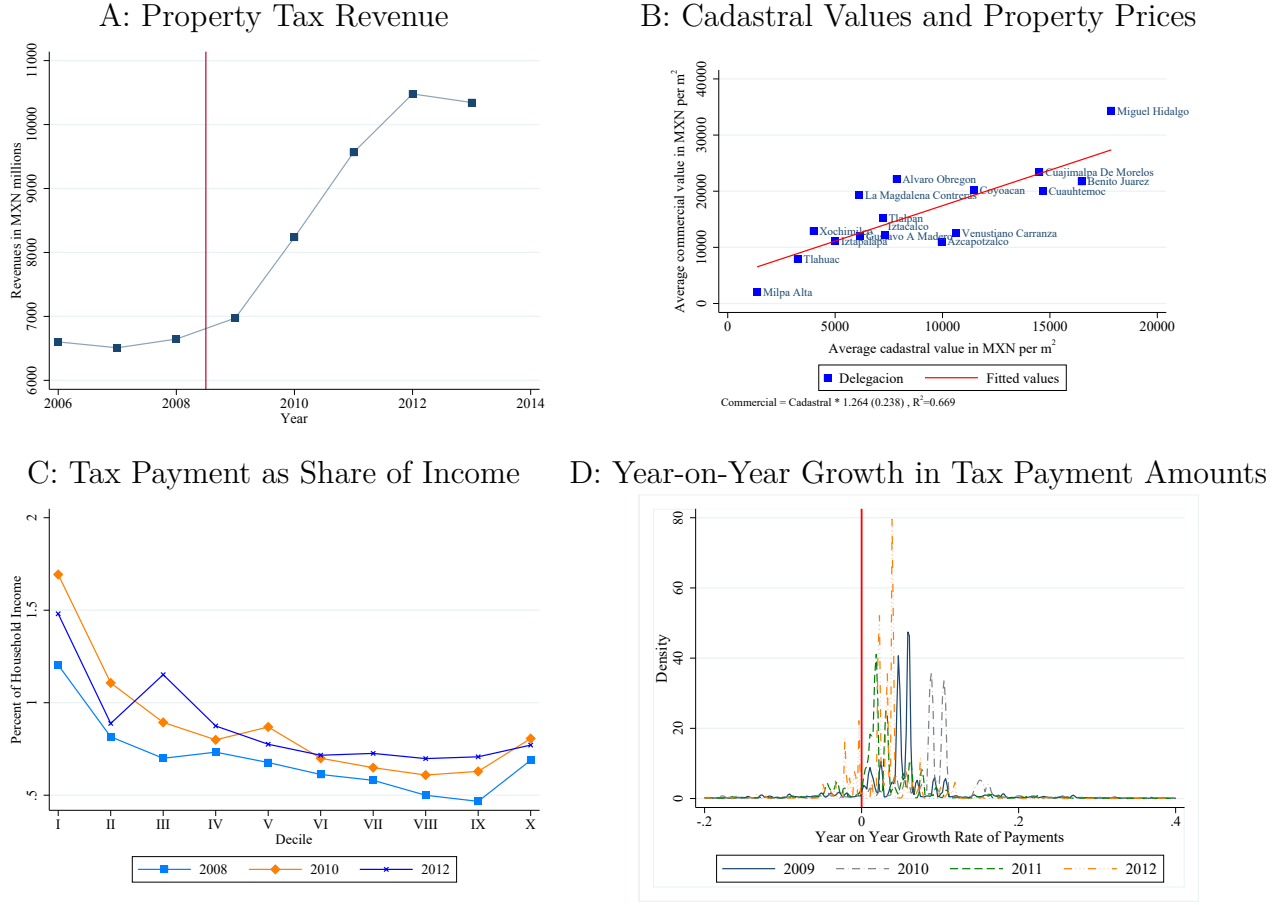 A: Property Tax Revenue
Revenues in MXN millions
11000
10000
9000
8000
7000
6000
2006 2008 2010 2012 2014
Year
B: Cadastral Values and Property Prices
Average commercial value in MXN per m²
40000
30000
20000
10000
0
Miguel Hidalgo
Cuajimalpa De Morelos
Alvaro Obregon
Benito Juarez
Coyoacan
Cuauhtemoc
La Magdalena Contreras
Tlalpan
Iztacalco
Xochimilco
Gustavo A Madero
Venustiano Carranza
Iztapalapa
Azcapotzalco
Tlahuac
Milpa Alta
0 5000 10000 15000 20000
Average cadastral value in MXN per m²
Delegacion Fitted values
Commercial = Cadastral * 1.264 (0.238) , R²=0.669
C: Tax Payment as Share of Income
Percent of Household Income
2
1.5
1
.5
I II III IV V VI VII VIII IX X
Decile
2008 2010 2012
D: Year-on-Year Growth in Tax Payment Amounts
Density
80
60
40
20
0
-.2 0 .2 .4
Year on Year Growth Rate of Payments
2009 2010 2011 2012